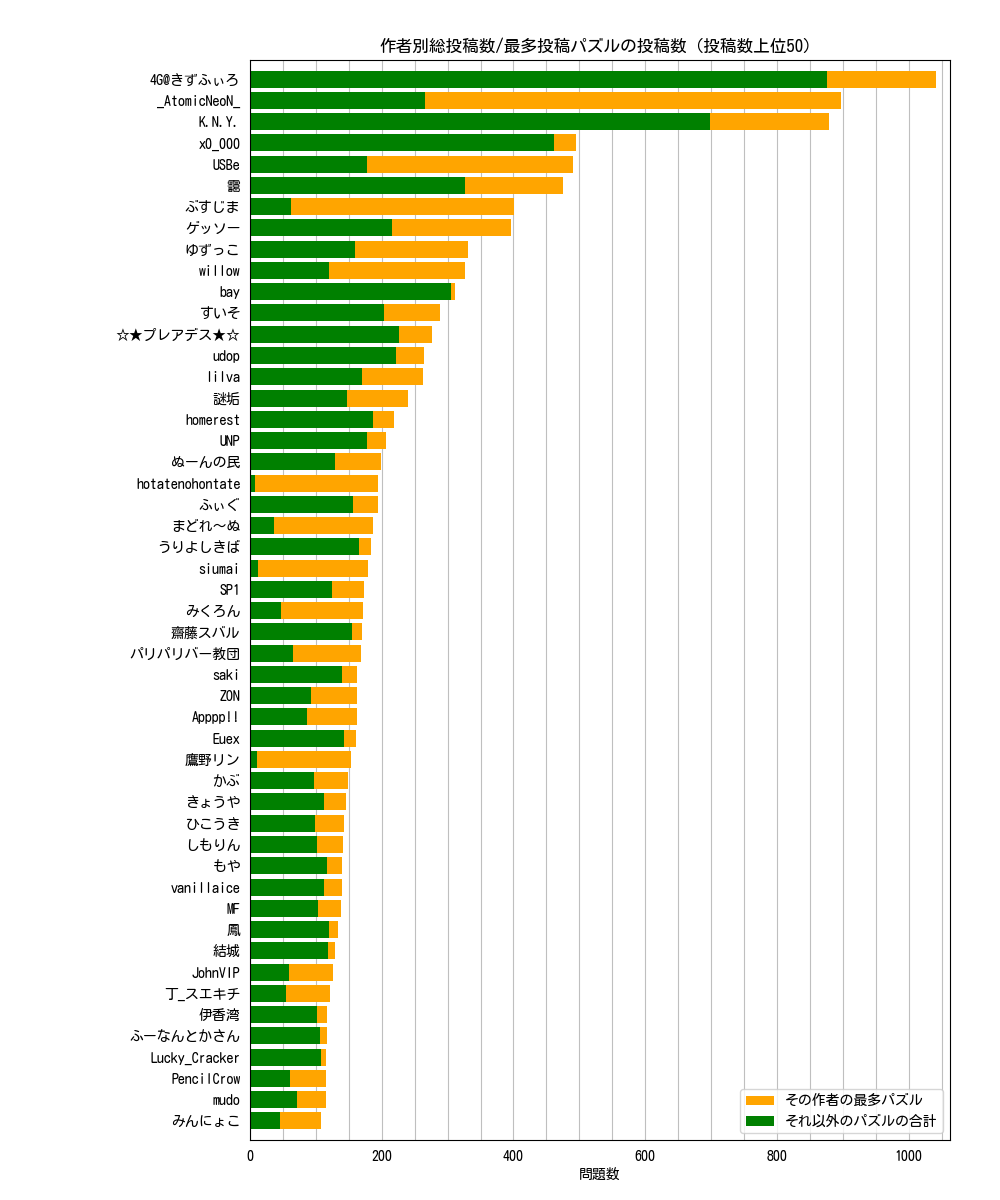 作者別総投稿数/最多投稿パズルの投稿数（投稿数上位50）
4G@きずふぃろ
_AtomicNeoN_
K.N.Y.
x0_000
USBe
靄
ぶすじま
ゲッソー
ゆずっこ
willow
bay
すいそ
☆★プレアデス★☆
udop
lilva
謎垢
homerest
UNP
ぬーんの民
hotatenohontate
ふぃぐ
まどれ～ぬ
うりよしきば
siumai
SP1
みくろん
齋藤スバル
パリパリバー教団
saki
ZON
Appppll
Euex
鷹野リン
かぶ
きょうや
ひこうき
しもりん
もや
vanillaice
MF
鳳
結城
JohnVIP
丁_スエキチ
伊香湾
ふーなんとかさん
Lucky_Cracker
PencilCrow
mudo
みんにょこ
その作者の最多パズル
それ以外のパズルの合計
0 200 400 600 800 1000
問題数